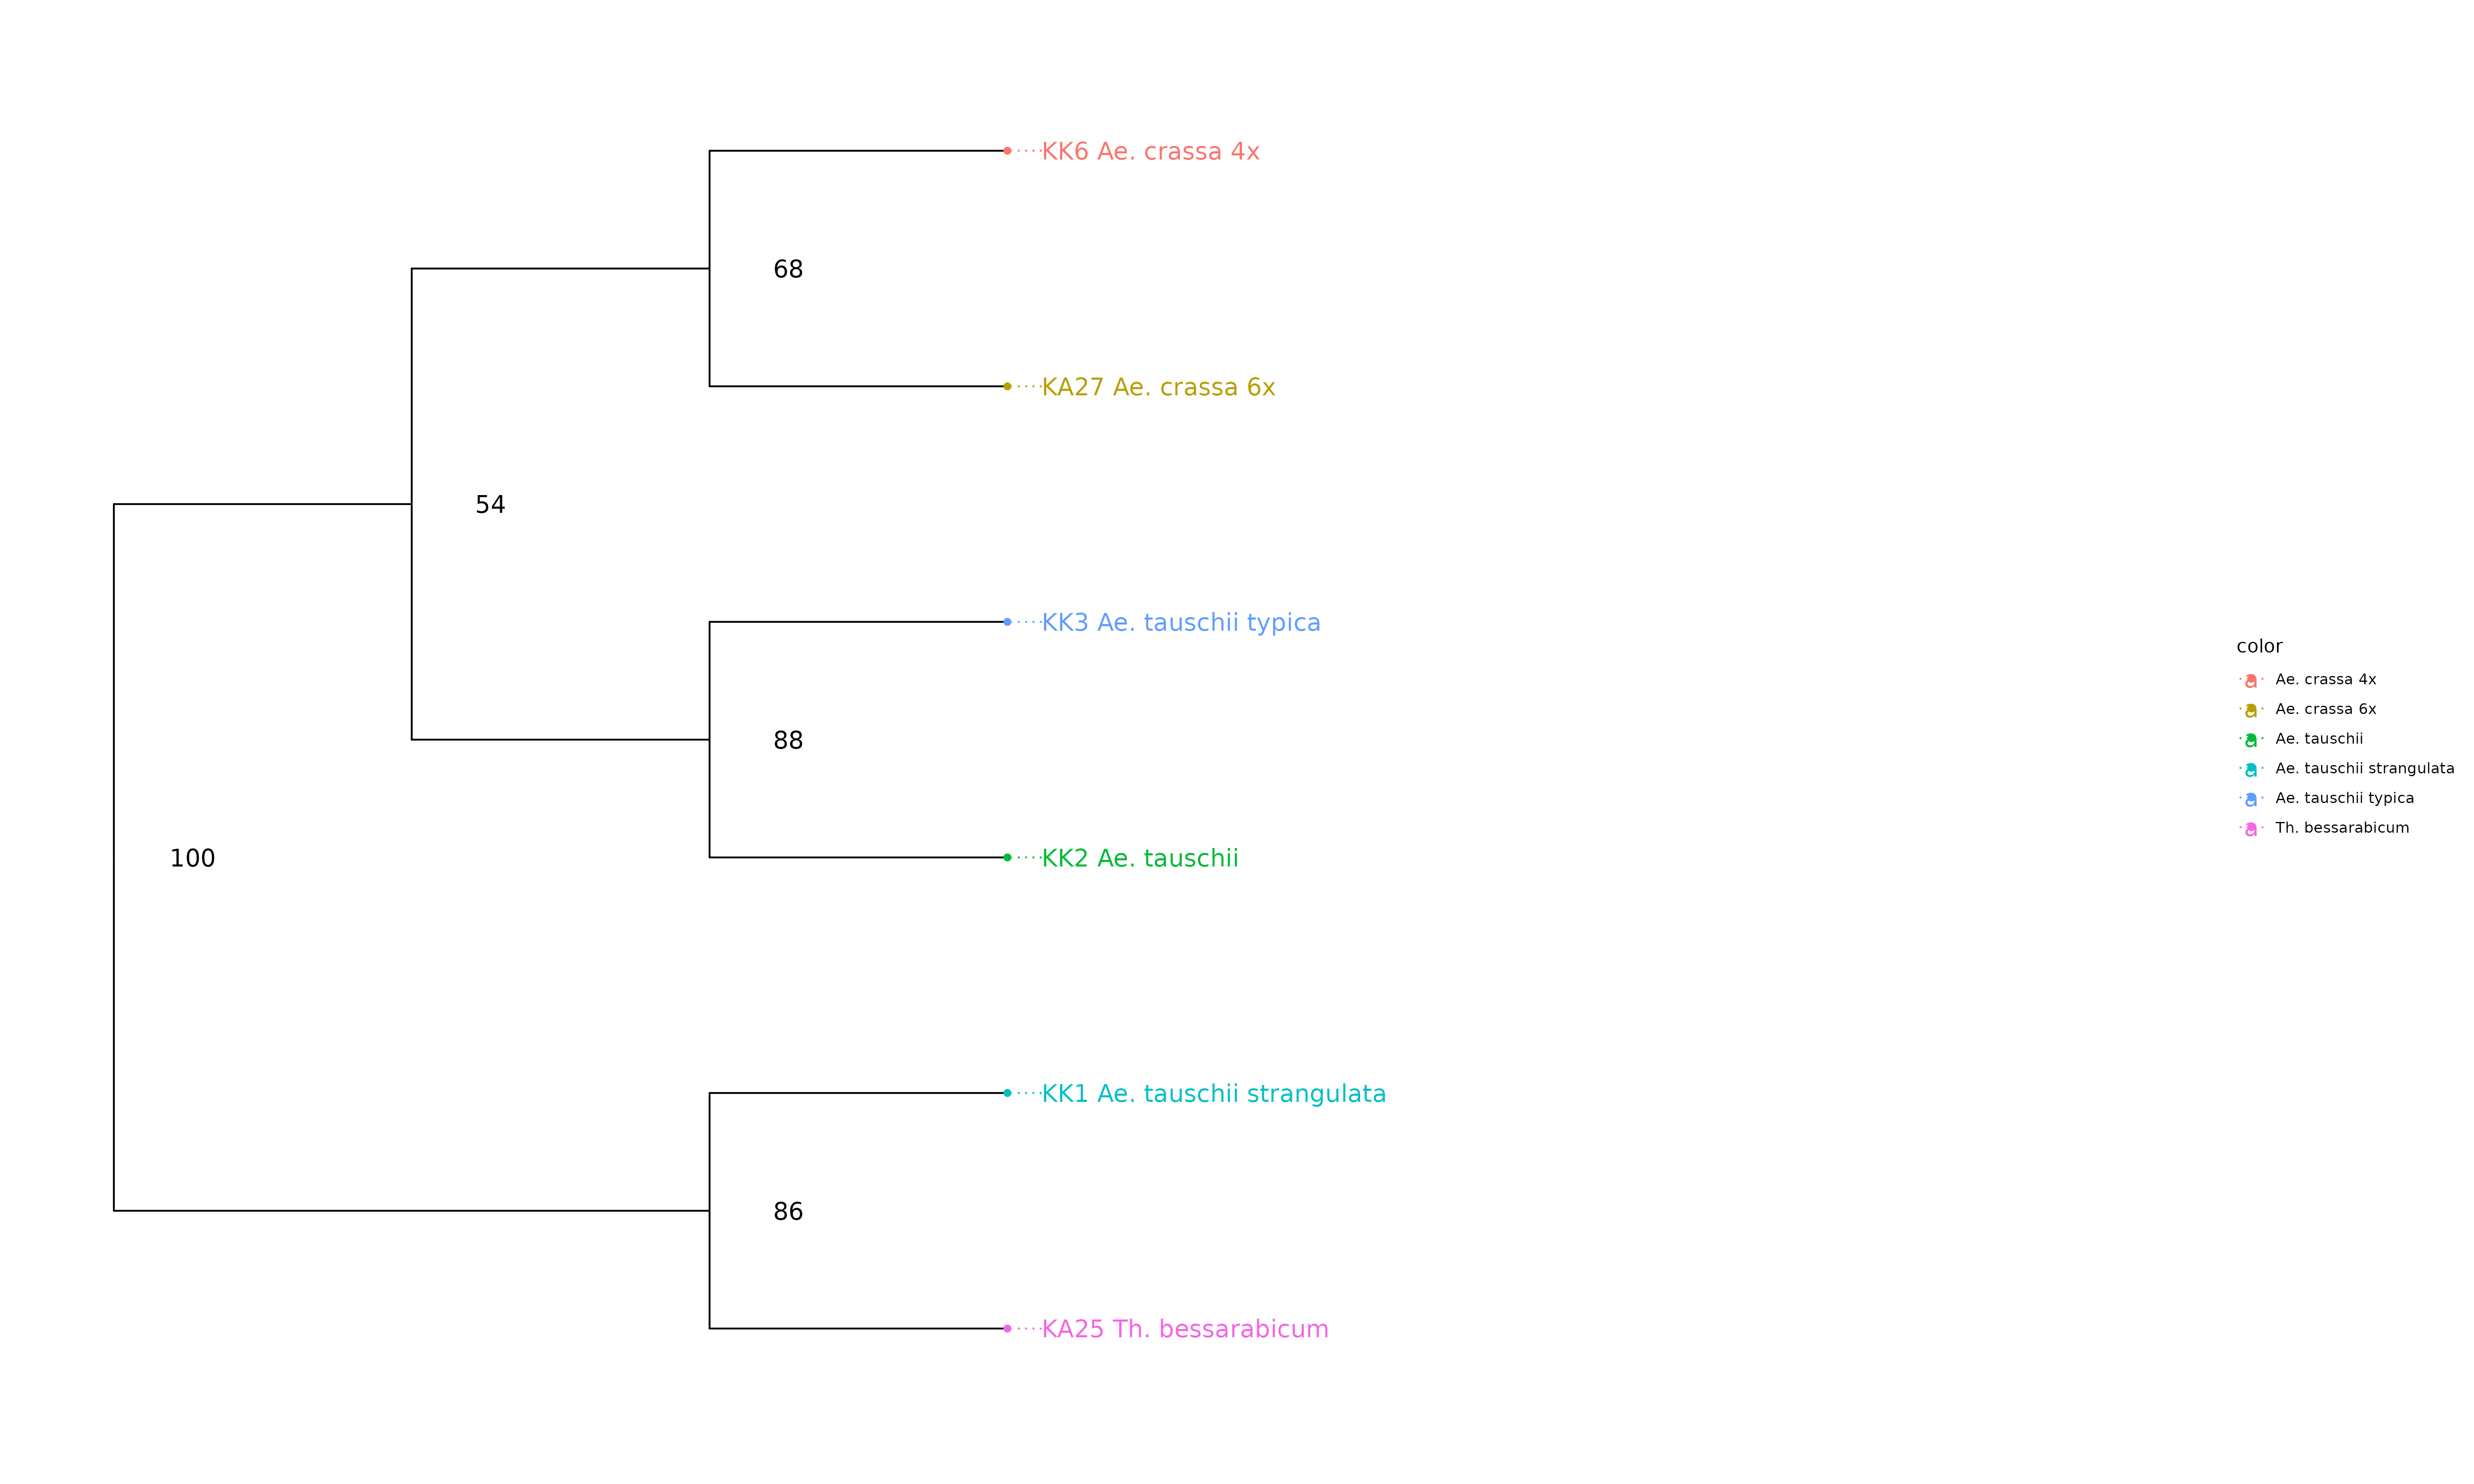 KK6 Ae. crassa 4x
68
KA27 Ae. crassa 6x
54
KK3 Ae. tauschii typica
88
KK2 Ae. tauschii
100
KK1 Ae. tauschii strangulata
86
KA25 Th. bessarabicum
color
a Ae. crassa 4x
a Ae. crassa 6x
a Ae. tauschii
a Ae. tauschii strangulata
a Ae. tauschii typica
a Th. bessarabicum